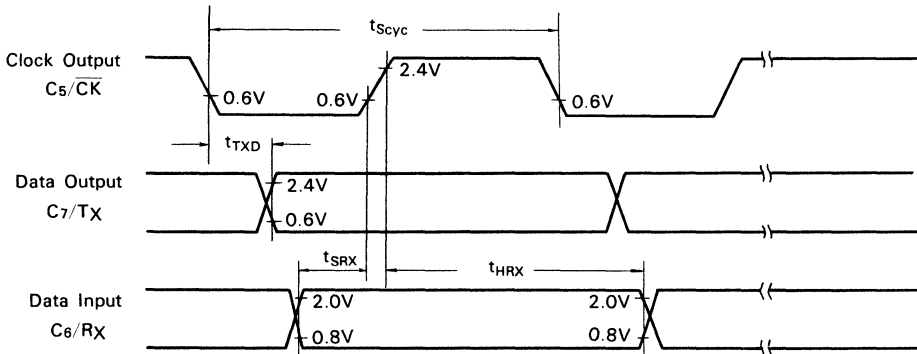 tScyc
Clock Output
C5/CK
0.6V
0.6V
2.4V
0.6V
tTXD
Data Output
C7/TX
2.4V
0.6V
tSRX
tHRX
Data Input
C6/RX
2.0V
0.8V
2.0V
0.8V